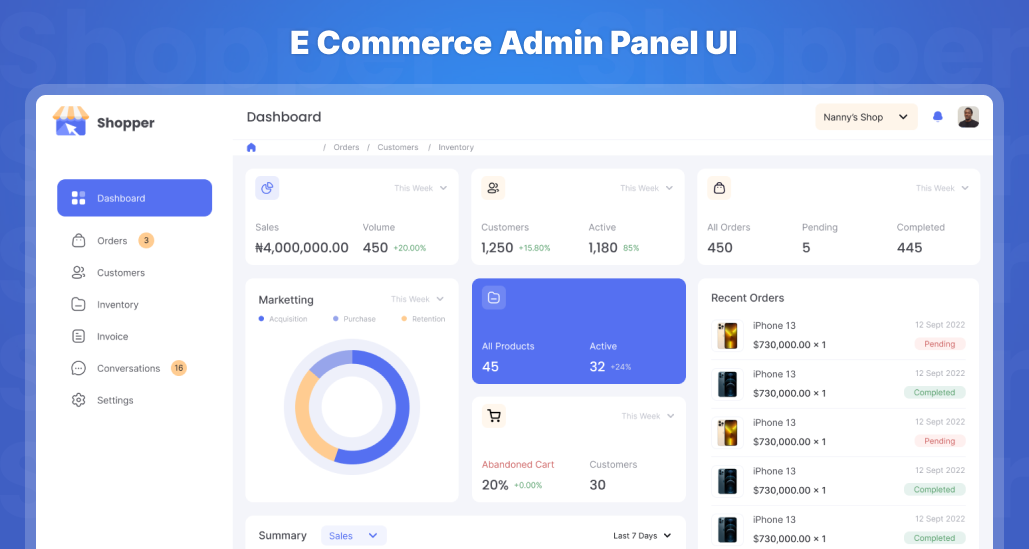 E Commerce Admin Panel UI
Shopper
Dashboard
Nanny's Shop
/ Orders / Customers / Inventory
Dashboard
Orders 3
Customers
Inventory
Invoice
Conversations 16
Settings
This Week
Sales Volume
₦4,000,000.00 450 +20.00%
This Week
Customers Active
1,250 +15.80% 1,180 85%
This Week
All Orders Pending Completed
450 5 445
Marketting This Week
Acquisition Purchase Retention
All Products Active
45 32 +24%
This Week
Abandoned Cart Customers
20% +0.00% 30
Recent Orders
iPhone 13 12 Sept 2022
$730,000.00 × 1 Pending
iPhone 13 12 Sept 2022
$730,000.00 × 1 Completed
iPhone 13 12 Sept 2022
$730,000.00 × 1 Pending
iPhone 13 12 Sept 2022
$730,000.00 × 1 Completed
iPhone 13 12 Sept 2022
$730,000.00 × 1 Completed
Summary Sales Last 7 Days